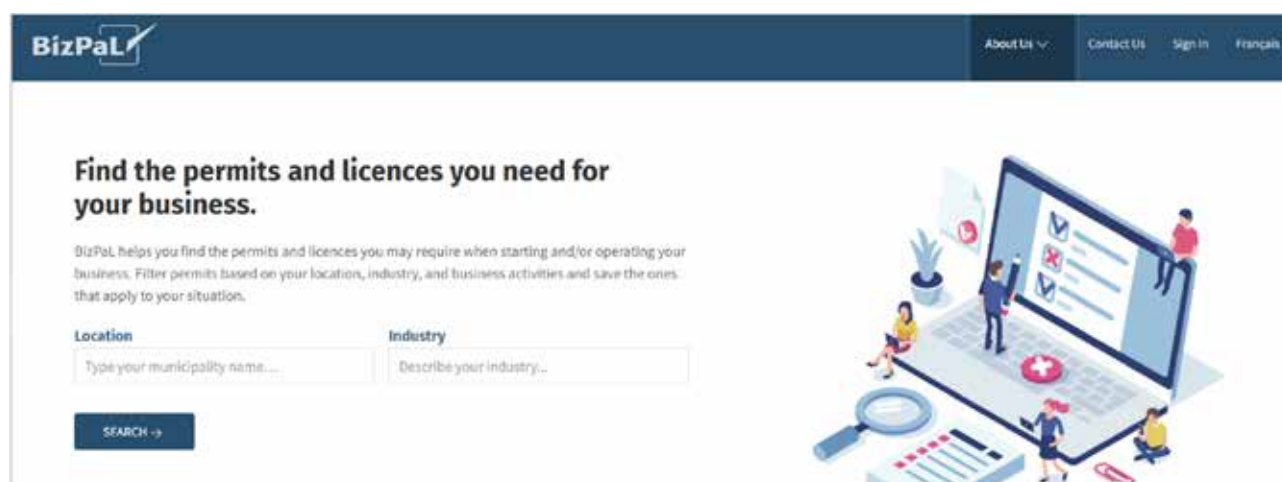 BizPaL
About Us
Contact Us
Sign In
Français
Find the permits and licences you need for
your business.
BizPaL helps you find the permits and licences you may require when starting and/or operating your
business. Filter permits based on your location, industry, and business activities and save the ones
that apply to your situation.
Location
Industry
Type your municipality name...
Describe your industry...
SEARCH →